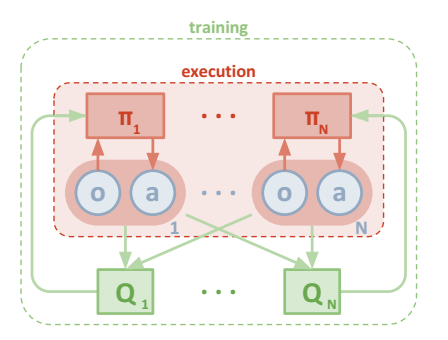 training
execution
π1 . . . πN
o a 1 . . . o a N
Q1 . . . QN